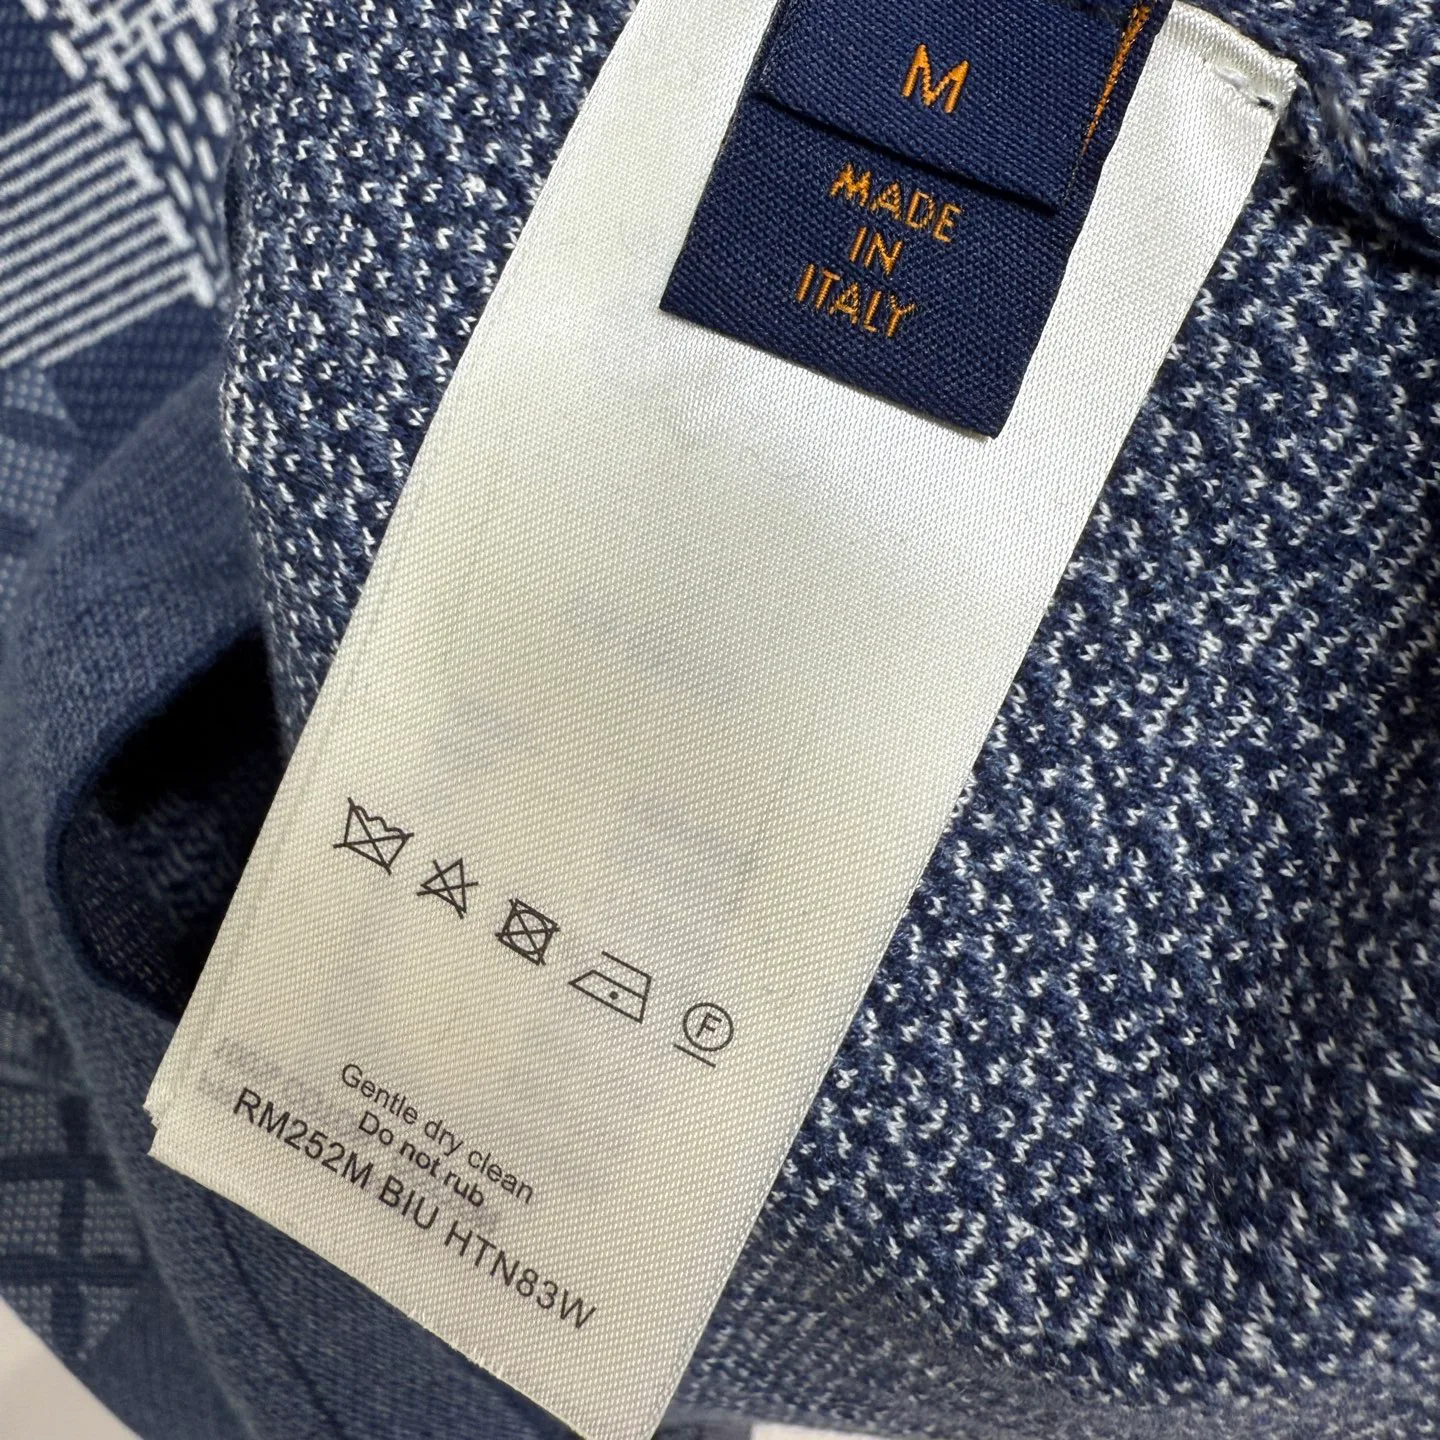 M
MADE
IN
ITALY
F
Gentle dry clean
Do not rub
RM252M BIU HTN83W